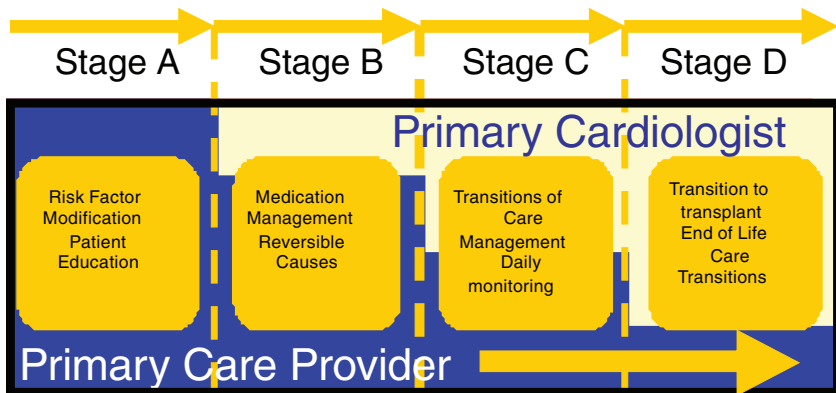 Stage A
Stage B
Stage C
Stage D
Primary Cardiologist
Risk Factor
Modification
Patient
Education
Medication
Management
Reversible
Causes
Transitions of
Care
Management
Daily
monitoring
Transition to
transplant
End of Life
Care
Transitions
Primary Care Provider